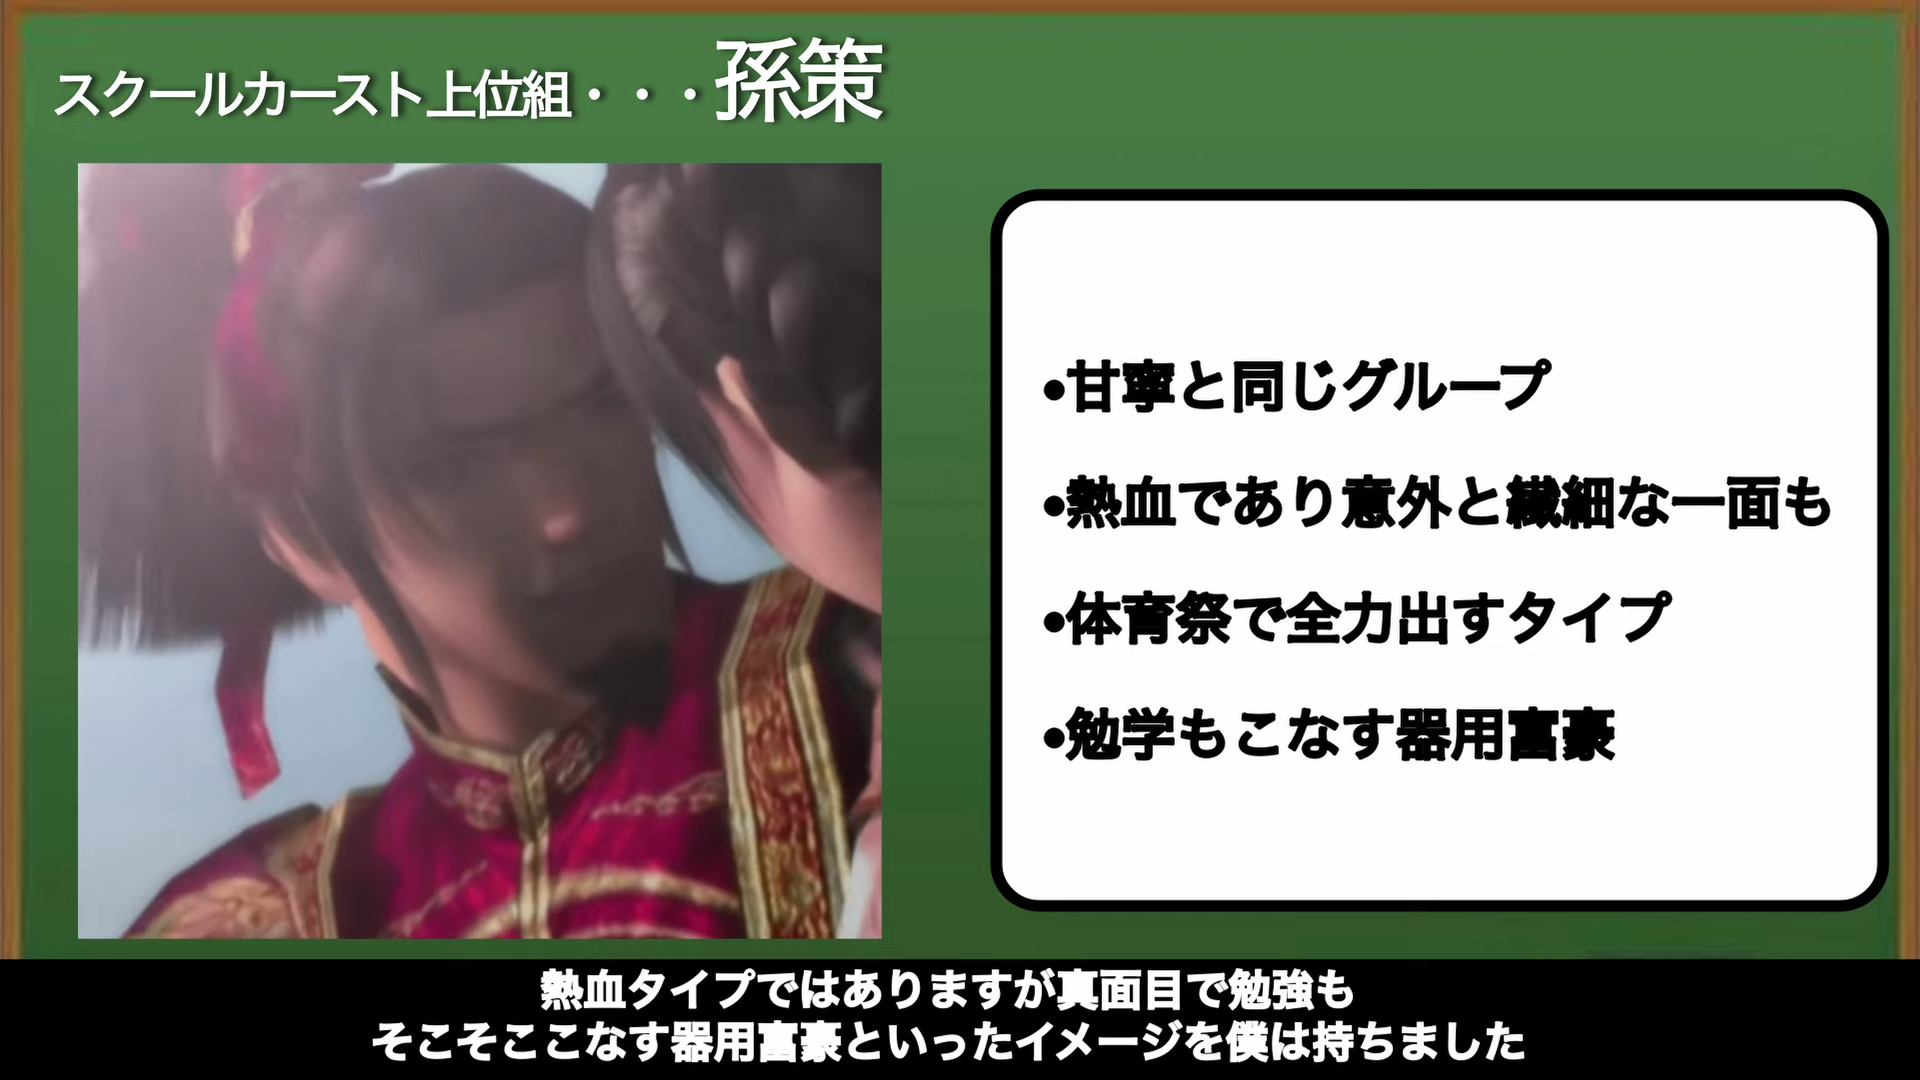 スクールカースト上位組・・・孫策
•甘寧と同じグループ
•熱血であり意外と繊細な一面も
•体育祭で全力出すタイプ
•勉学もこなす器用富豪
熱血タイプではありますが真面目で勉強も
そこそここなす器用富豪といったイメージを僕は持ちました